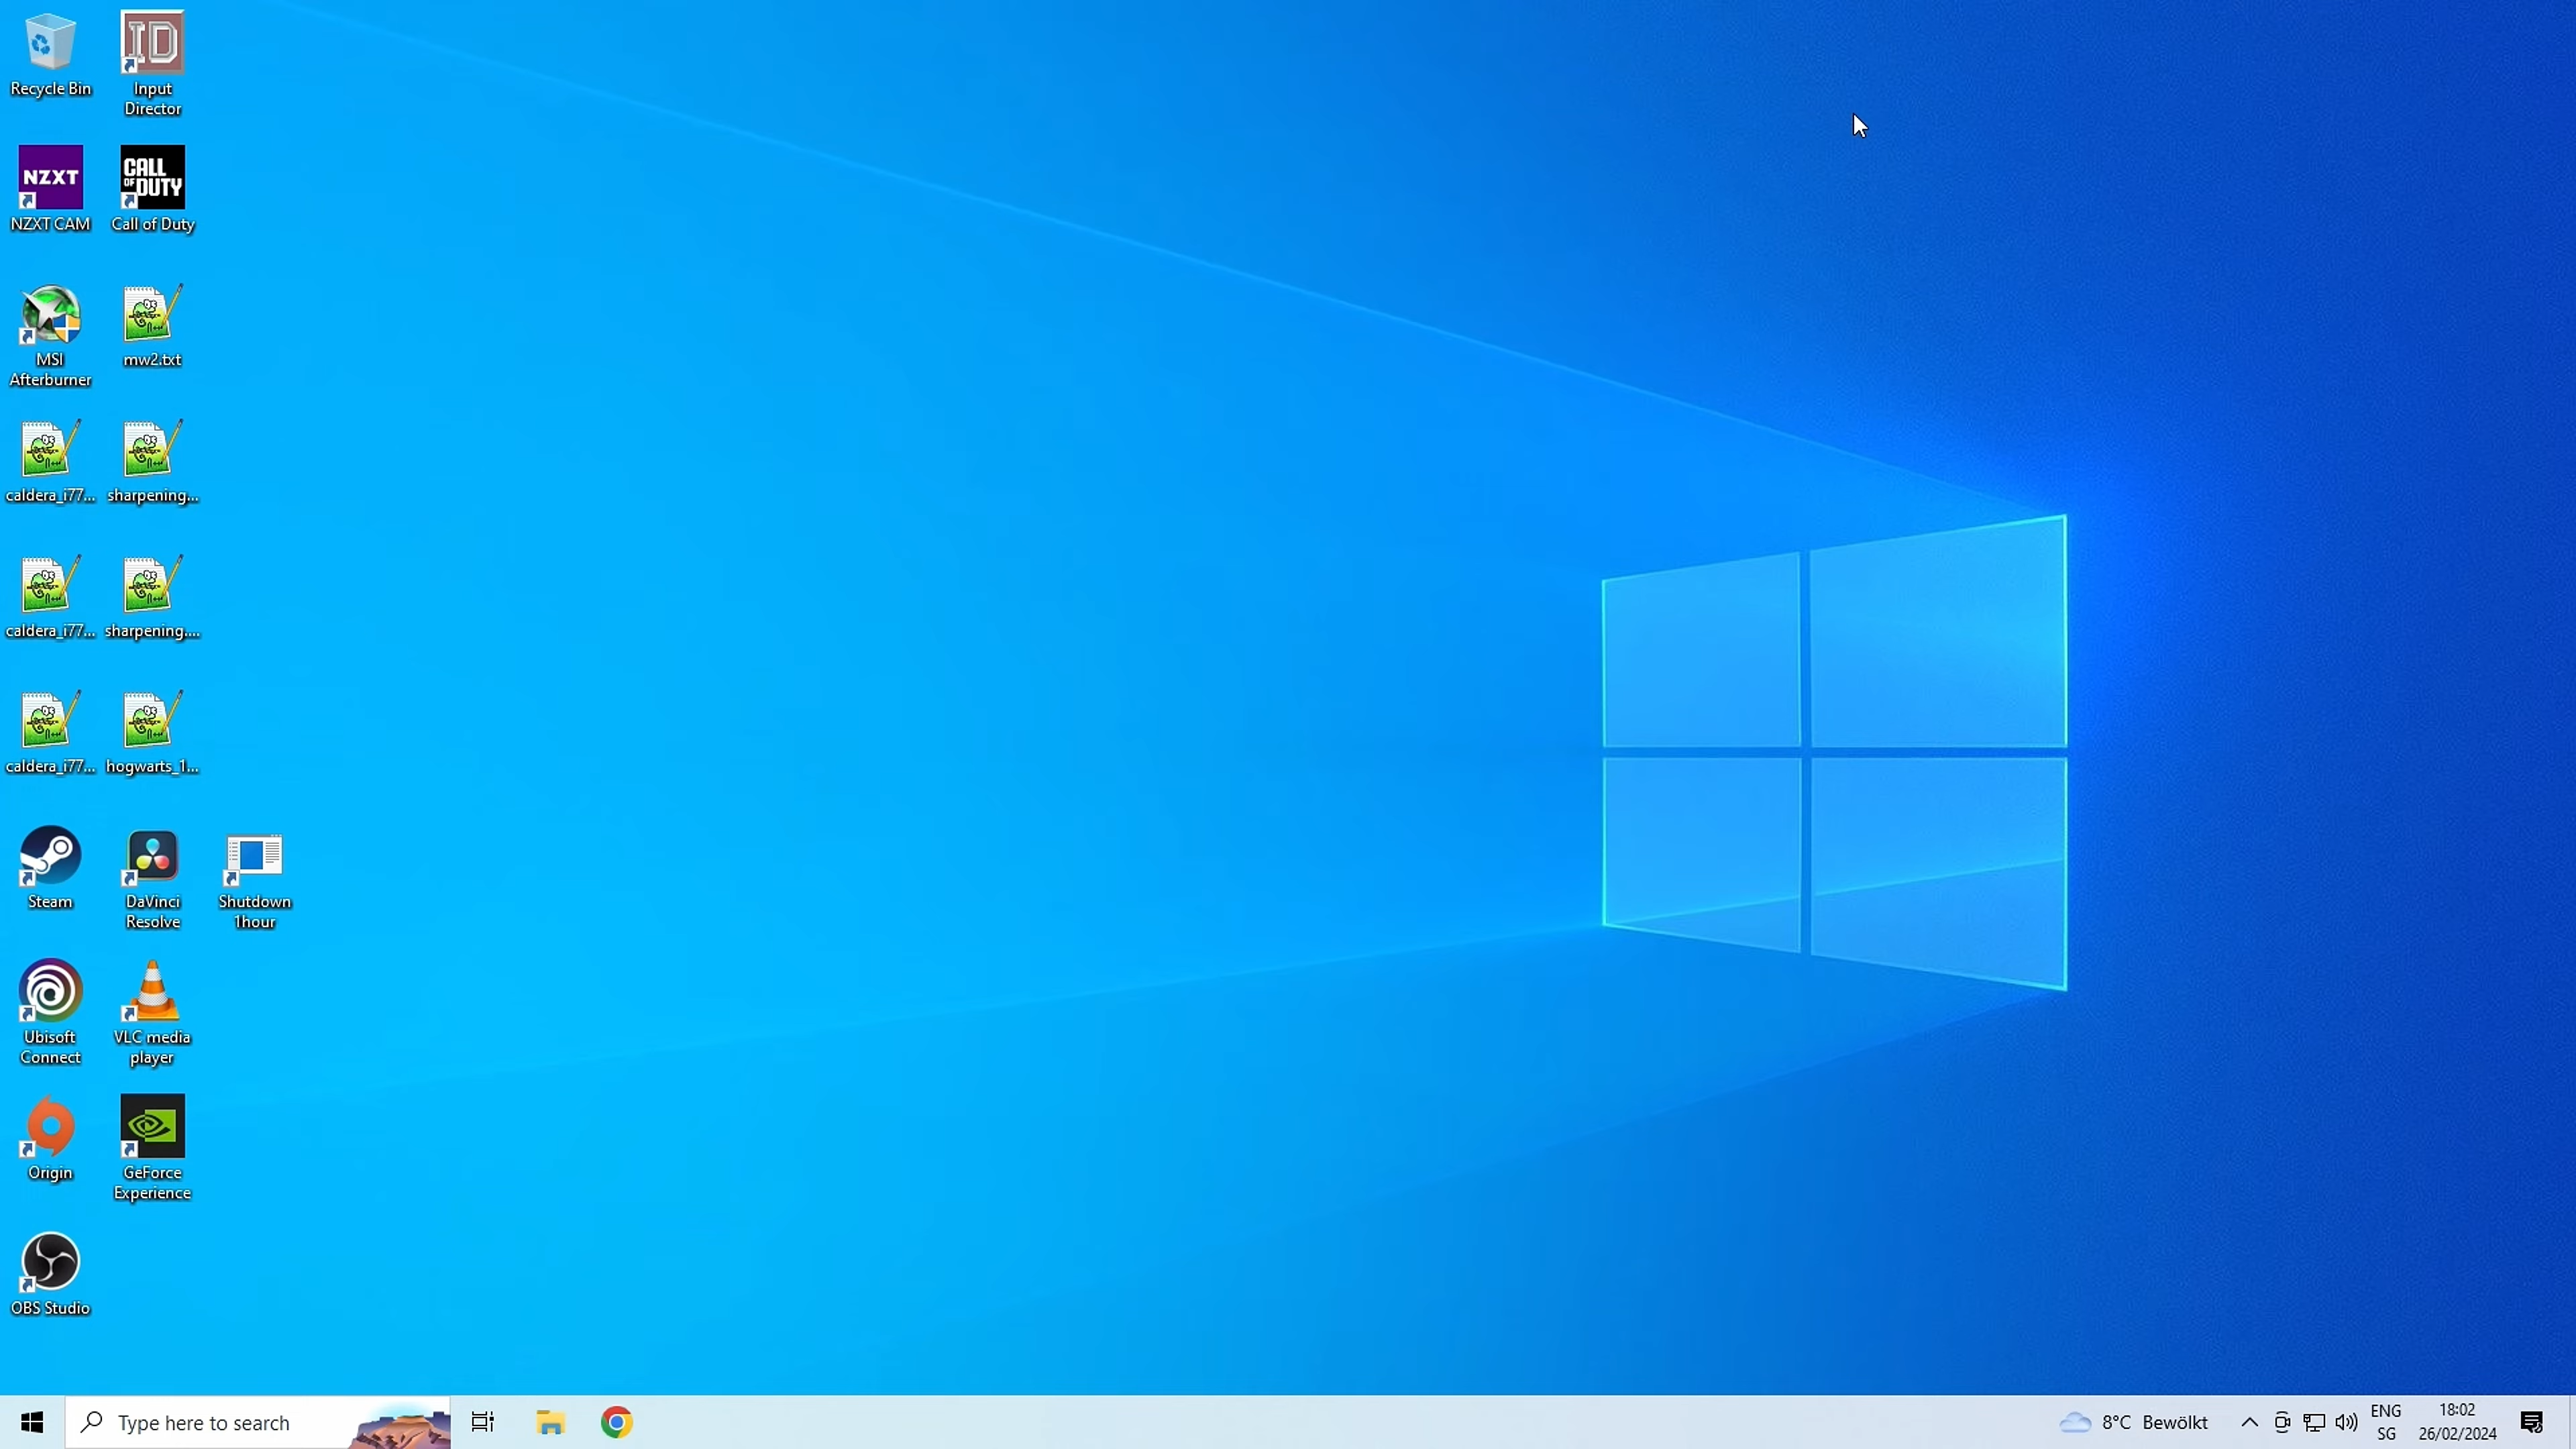 Recycle Bin
Input
Director
ID
NZXT
NZXT CAM
CALL
OF DUTY
Call of Duty
MSI
Afterburner
mw2.txt
caldera_i77...
sharpening...
caldera_i77...
sharpening....
caldera_i77...
hogwarts_1...
Steam
DaVinci
Resolve
Shutdown
1hour
Ubisoft
Connect
VLC media
player
Origin
GeForce
Experience
OBS Studio
Type here to search
8°C Bewölkt
ENG
SG
18:02
26/02/2024